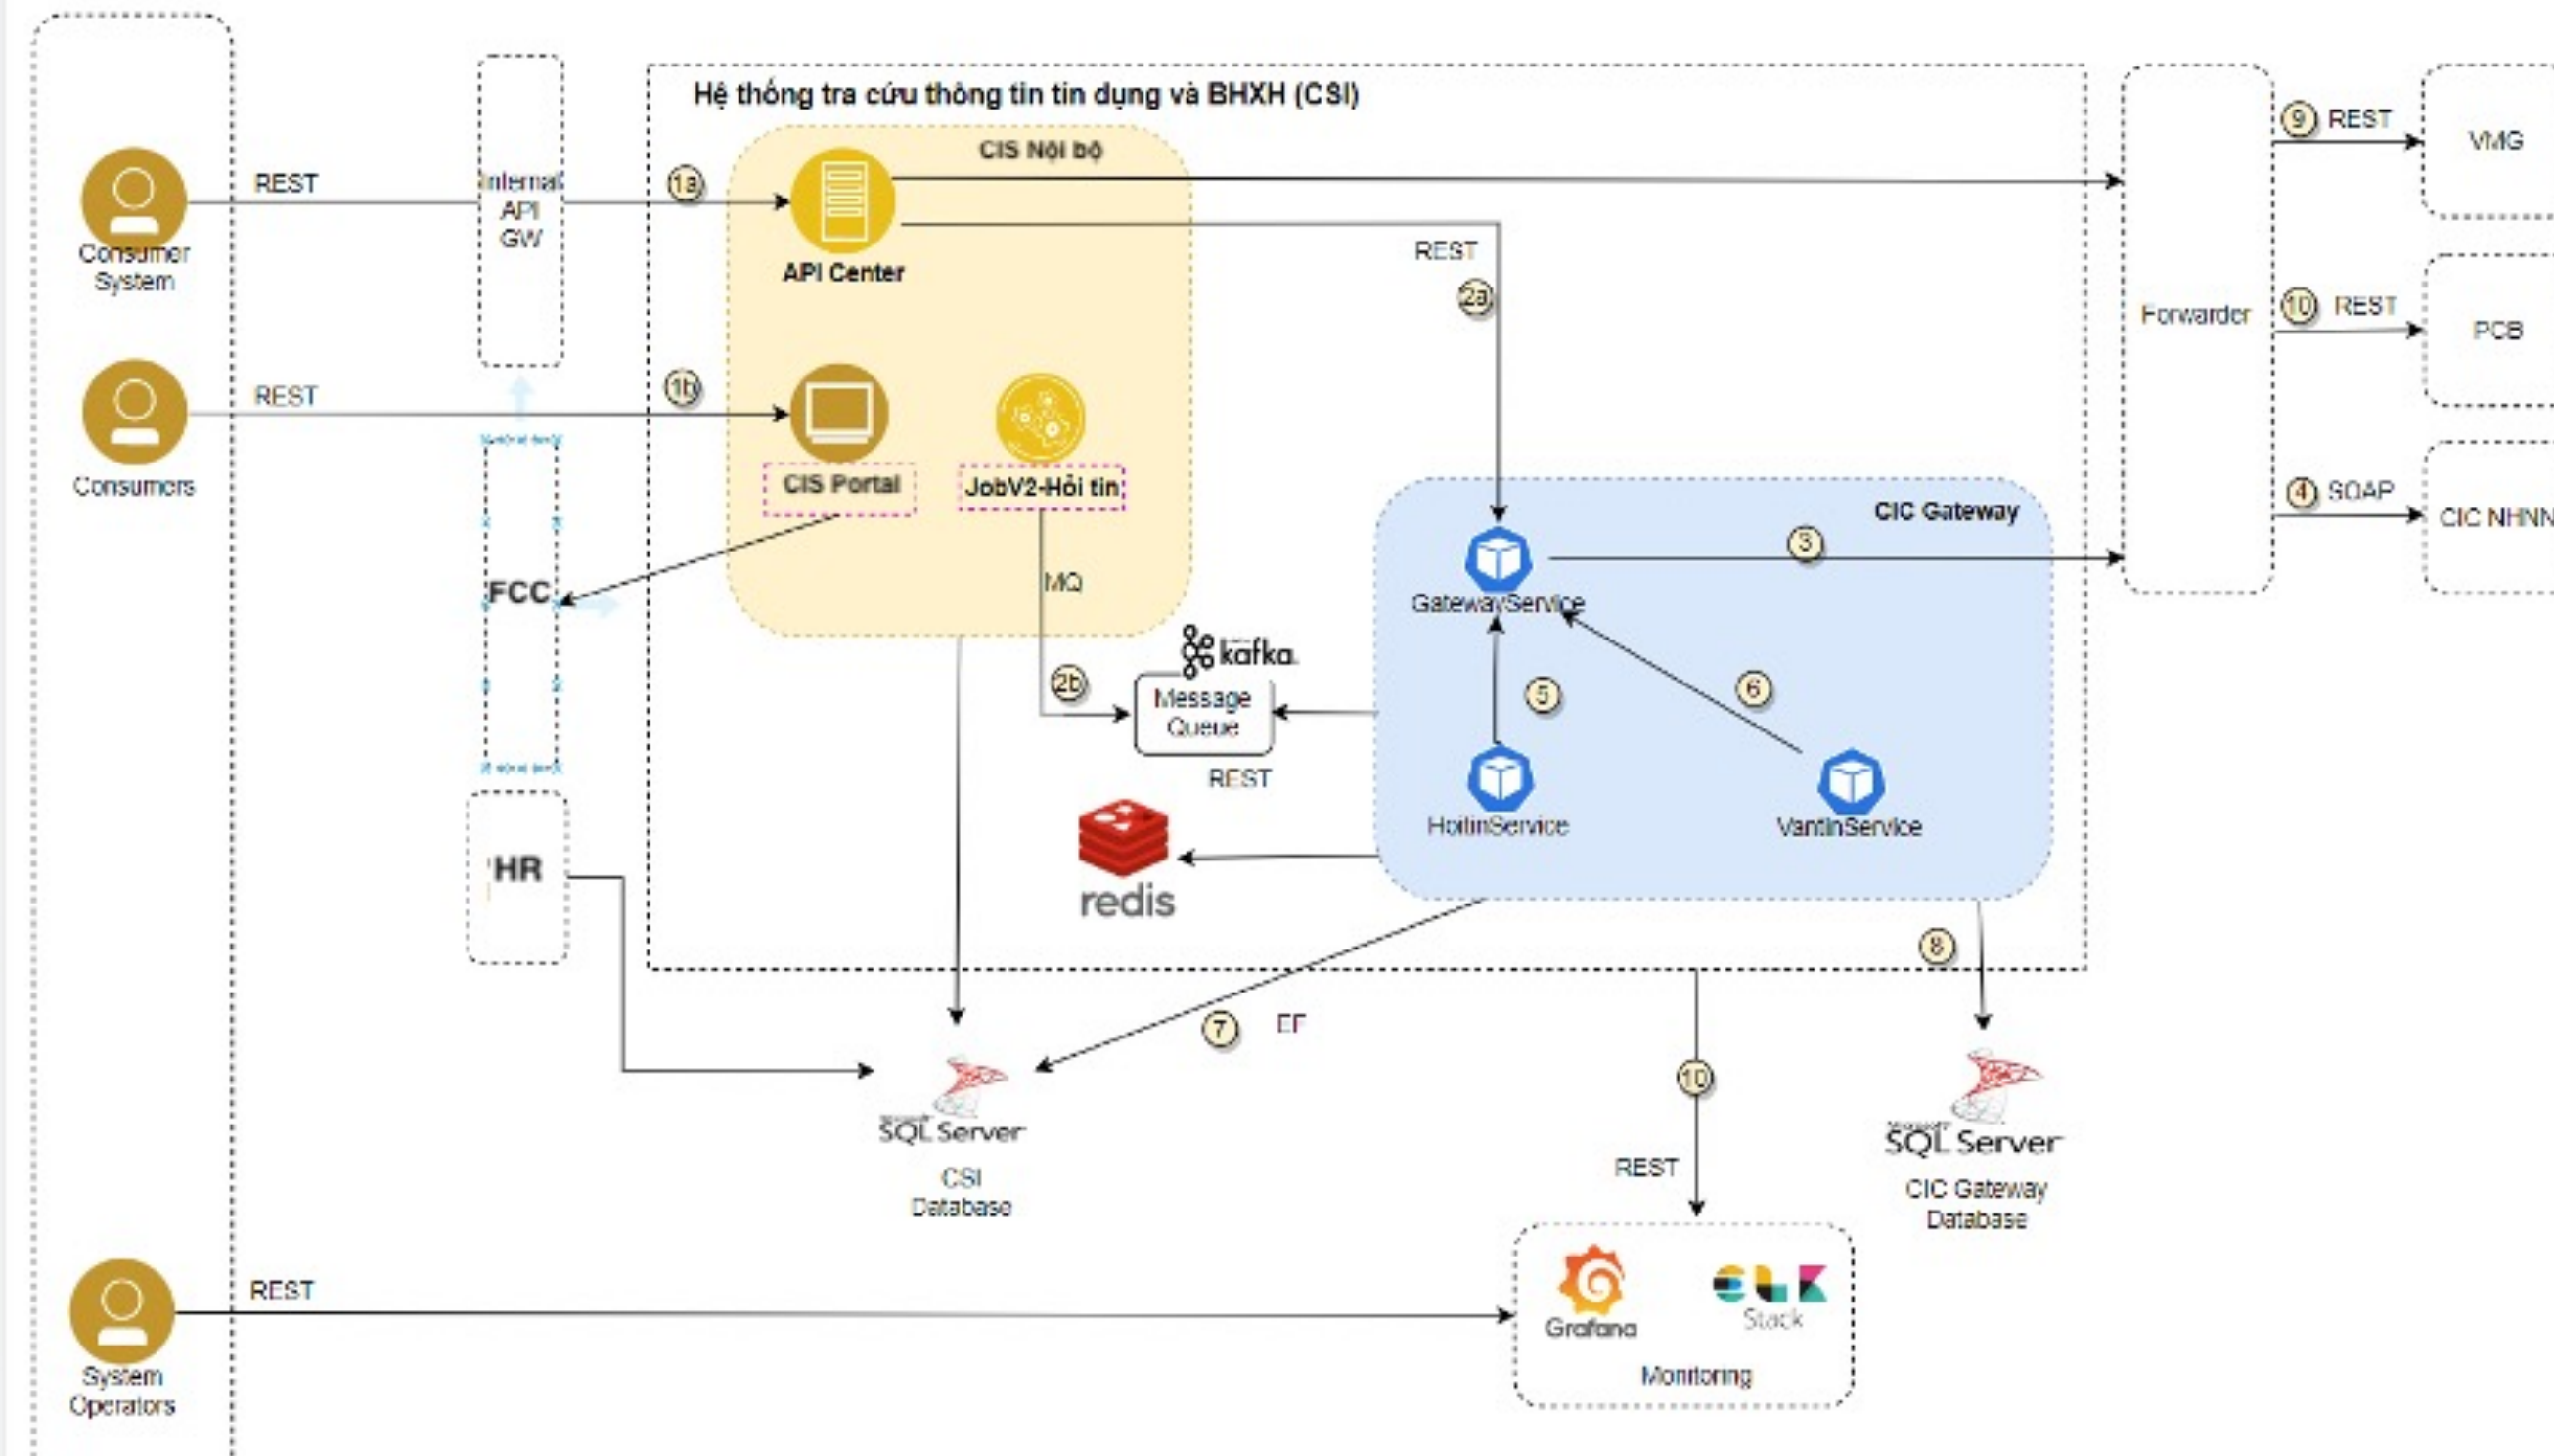 Hệ thống tra cứu thông tin tín dụng và BHXH (CSI)
CIS Nội bộ
Consumer
System
REST
Internal
API
GW
1a
API Center
REST
2a
Consumers
REST
1b
CIS Portal
JobV2-Hỏi tin
FCC
MQ
2b
kafka
Message
Queue
REST
redis
HR
CIC Gateway
GatewayService
3
5
6
HoitinService
VantinService
Forwarder
9
REST
VMG
10
REST
PCB
4
SOAP
CIC NHNN
7
EF
8
Microsoft
SQL Server
CSI
Database
10
REST
Microsoft
SQL Server
CIC Gateway
Database
System
Operators
REST
Grafana
elk
Stack
Monitoring